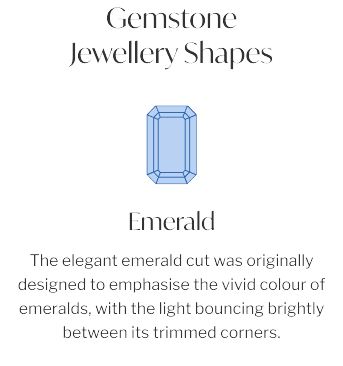 Gemstone
Jewellery Shapes
Emerald
The elegant emerald cut was originally
designed to emphasise the vivid colour of
emeralds, with the light bouncing brightly
between its trimmed corners.